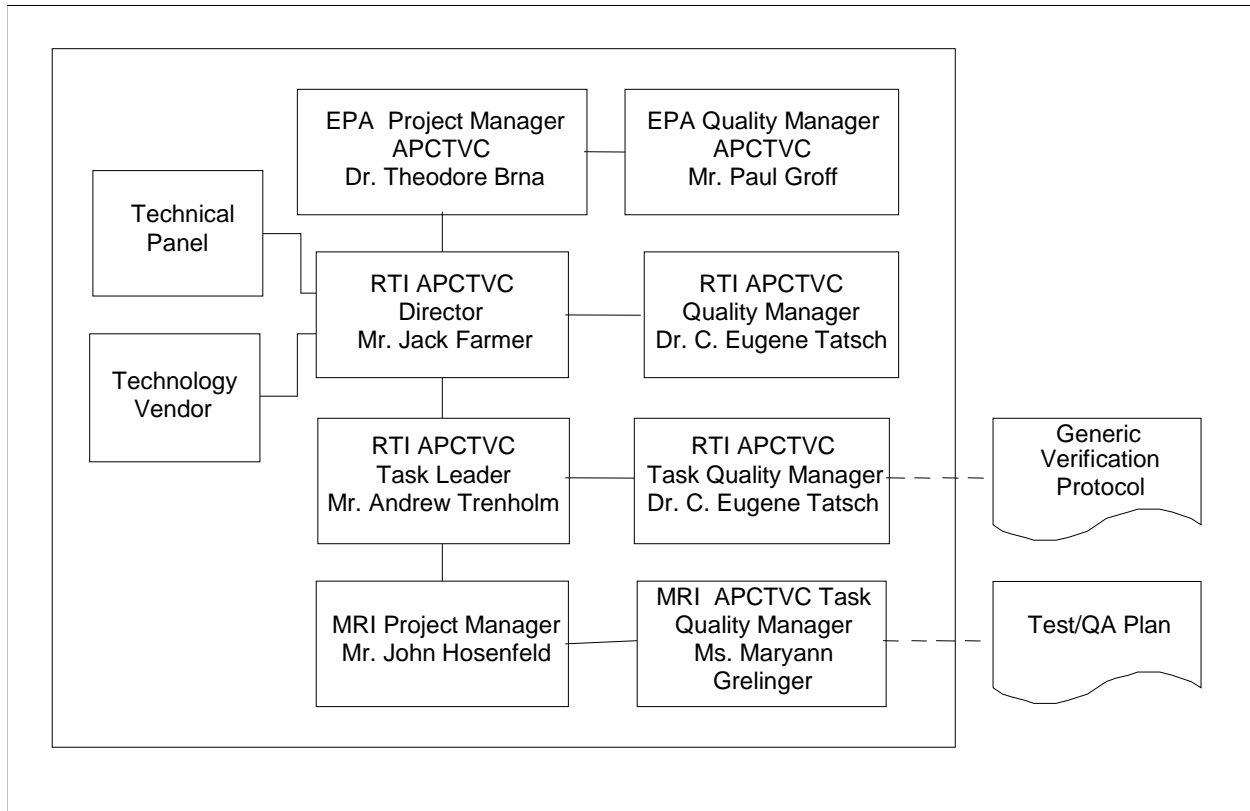 EPA Project Manager
APCTVC
Dr. Theodore Brna
EPA Quality Manager
APCTVC
Mr. Paul Groff
Technical
Panel
RTI APCTVC
Director
Mr. Jack Farmer
RTI APCTVC
Quality Manager
Dr. C. Eugene Tatsch
Technology
Vendor
RTI APCTVC
Task Leader
Mr. Andrew Trenholm
RTI APCTVC
Task Quality Manager
Dr. C. Eugene Tatsch
Generic
Verification
Protocol
MRI Project Manager
Mr. John Hosenfeld
MRI APCTVC Task
Quality Manager
Ms. Maryann
Grelinger
Test/QA Plan